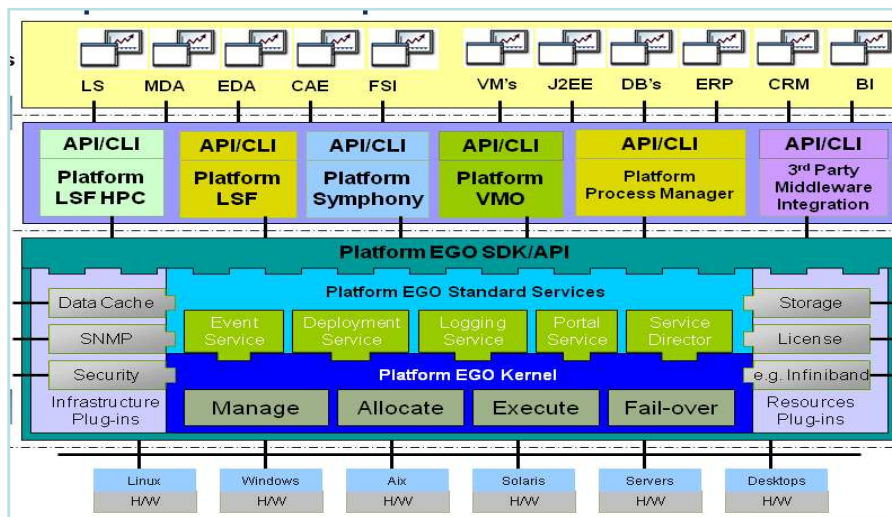 LS MDA EDA CAE FSI VM's J2EE DB's ERP CRM BI
API/CLI API/CLI API/CLI API/CLI API/CLI API/CLI
Platform LSF HPC
Platform LSF
Platform Symphony
Platform VMO
Platform Process Manager
3rd Party Middleware Integration
Platform EGO SDK/API
Platform EGO Standard Services
Data Cache
SNMP
Security
Infrastructure
Plug-ins
Event
Service
Deployment
Service
Logging
Service
Portal
Service
Service
Director
Storage
License
e.g. Infiniband
Resources
Plug-ins
Platform EGO Kernel
Manage Allocate Execute Fail-over
Linux Windows Aix Solaris Servers Desktops
H/W H/W H/W H/W H/W H/W